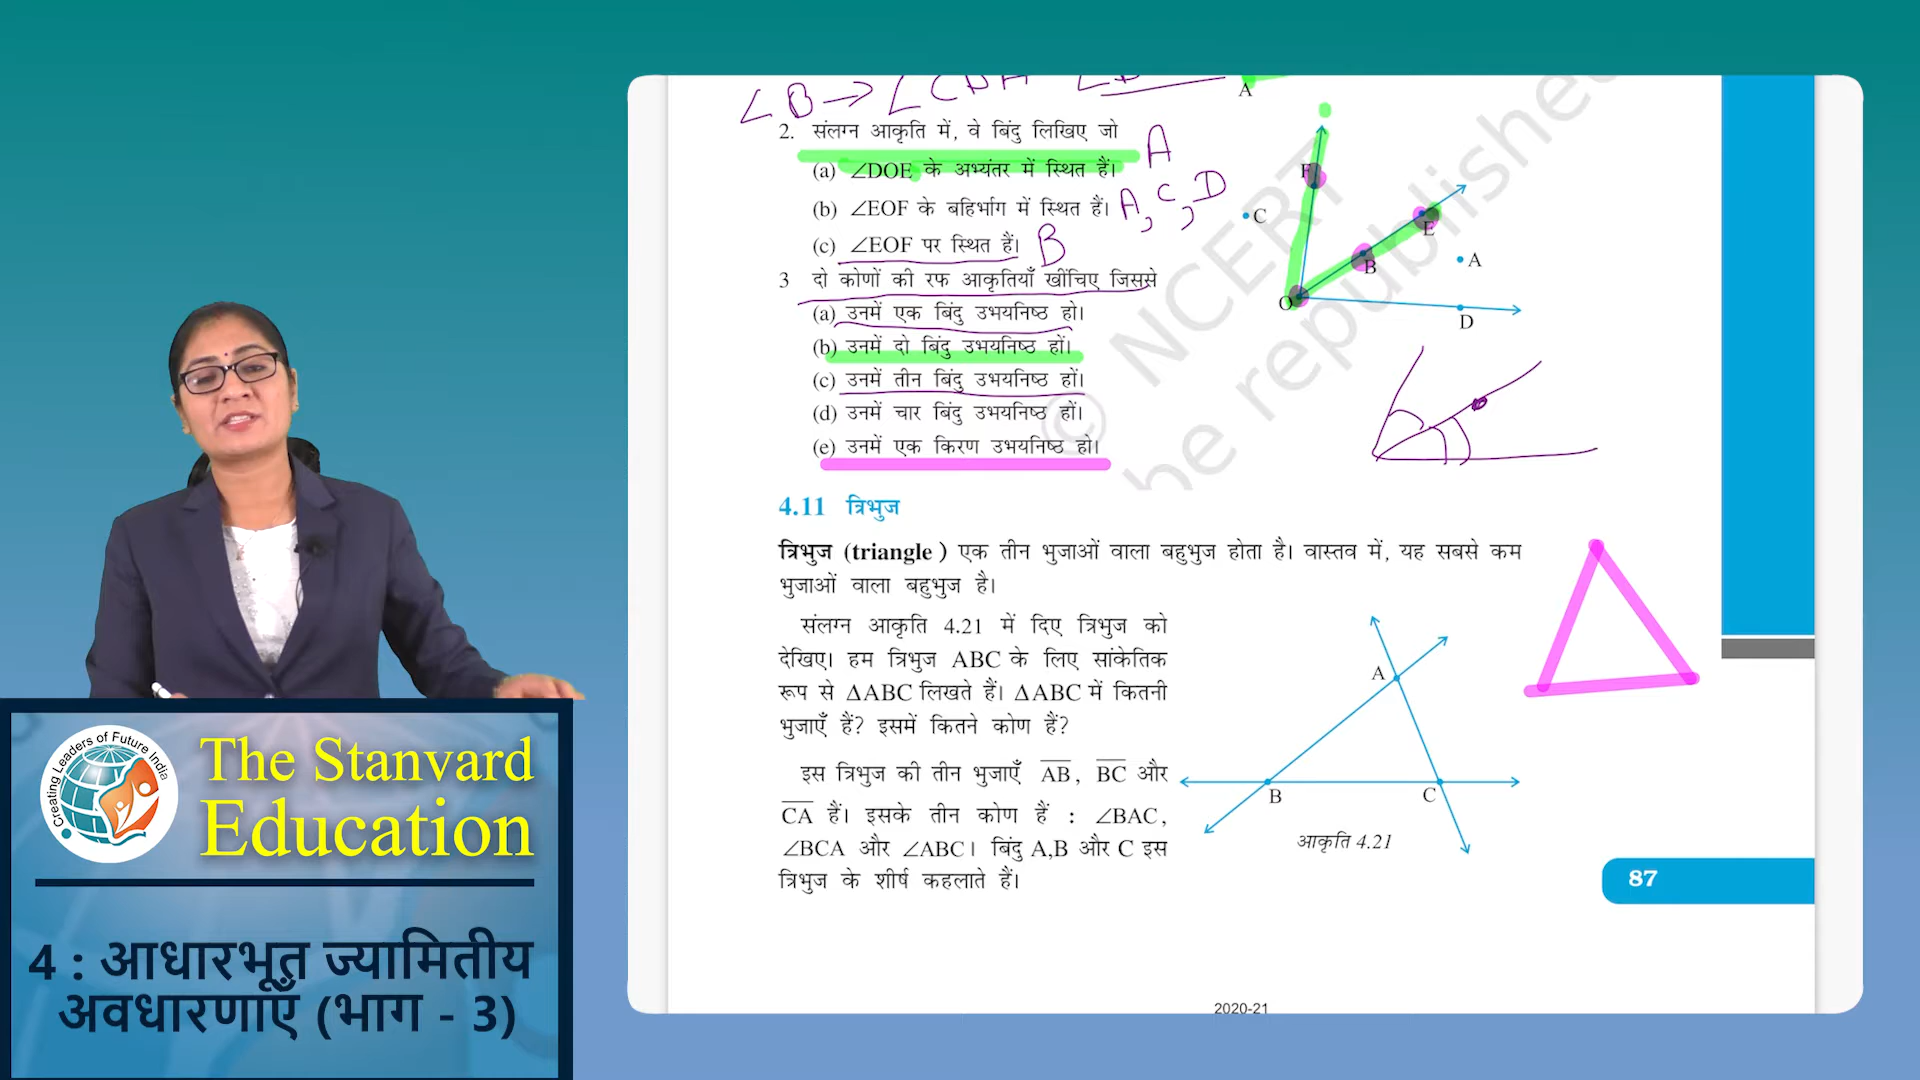 ∠B → ∠CDA
2. संलग्न आकृति में, वे बिंदु लिखिए जो
(a) ∠DOE के अभ्यंतर में स्थित हैं। A
(b) ∠EOF के बहिर्भाग में स्थित हैं। A, C, D
(c) ∠EOF पर स्थित हैं। B
3 दो कोणों की रफ आकृतियाँ खींचिए जिससे
(a) उनमें एक बिंदु उभयनिष्ठ हो।
(b) उनमें दो बिंदु उभयनिष्ठ हों।
(c) उनमें तीन बिंदु उभयनिष्ठ हों।
(d) उनमें चार बिंदु उभयनिष्ठ हों।
(e) उनमें एक किरण उभयनिष्ठ हो।
A
F
C
E
B
A
O
D
© NCERT
be republished
4.11 त्रिभुज
त्रिभुज (triangle) एक तीन भुजाओं वाला बहुभुज होता है। वास्तव में, यह सबसे कम
भुजाओं वाला बहुभुज है।
संलग्न आकृति 4.21 में दिए त्रिभुज को
देखिए। हम त्रिभुज ABC के लिए सांकेतिक
रूप से ΔABC लिखते हैं। ΔABC में कितनी
भुजाएँ हैं? इसमें कितने कोण हैं?
इस त्रिभुज की तीन भुजाएँ A̅B̅, B̅C̅ और
C̅A̅ हैं। इसके तीन कोण हैं : ∠BAC,
∠BCA और ∠ABC। बिंदु A,B और C इस
त्रिभुज के शीर्ष कहलाते हैं।
A
B
C
आकृति 4.21
87
2020-21
Creating Leaders of Future India
The Stanvard
Education
4 : आधारभूत ज्यामितीय
अवधारणाएँ (भाग - 3)